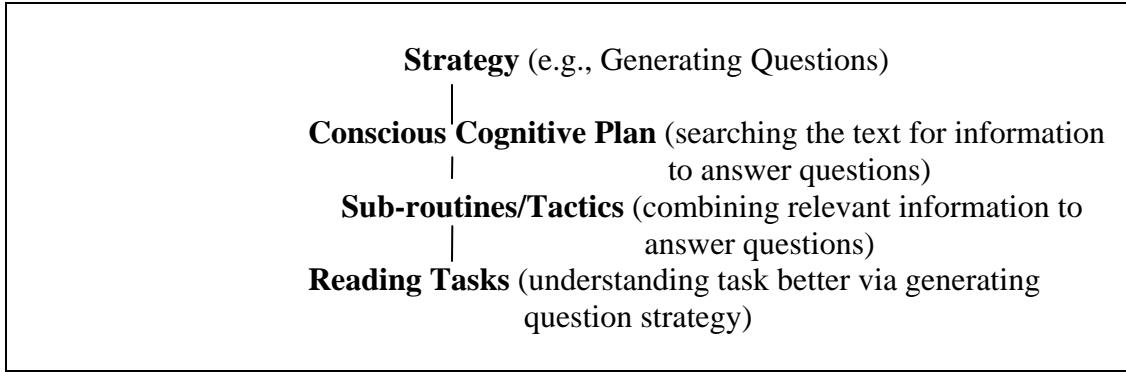 Strategy (e.g., Generating Questions)
Conscious Cognitive Plan (searching the text for information
to answer questions)
Sub-routines/Tactics (combining relevant information to
answer questions)
Reading Tasks (understanding task better via generating
question strategy)